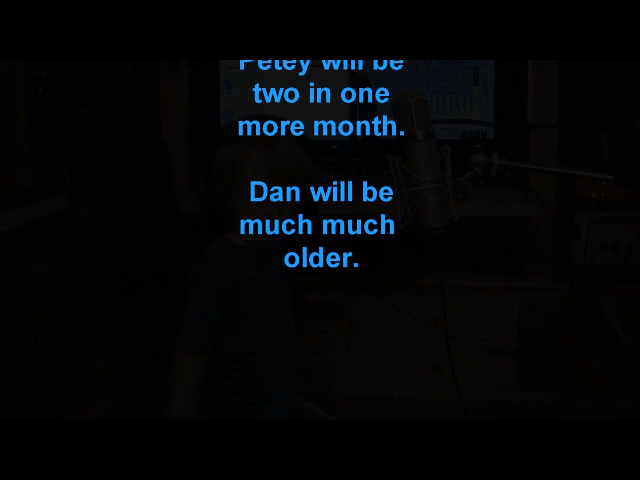 Petey will be
two in one
more month.
Dan will be
much much
older.